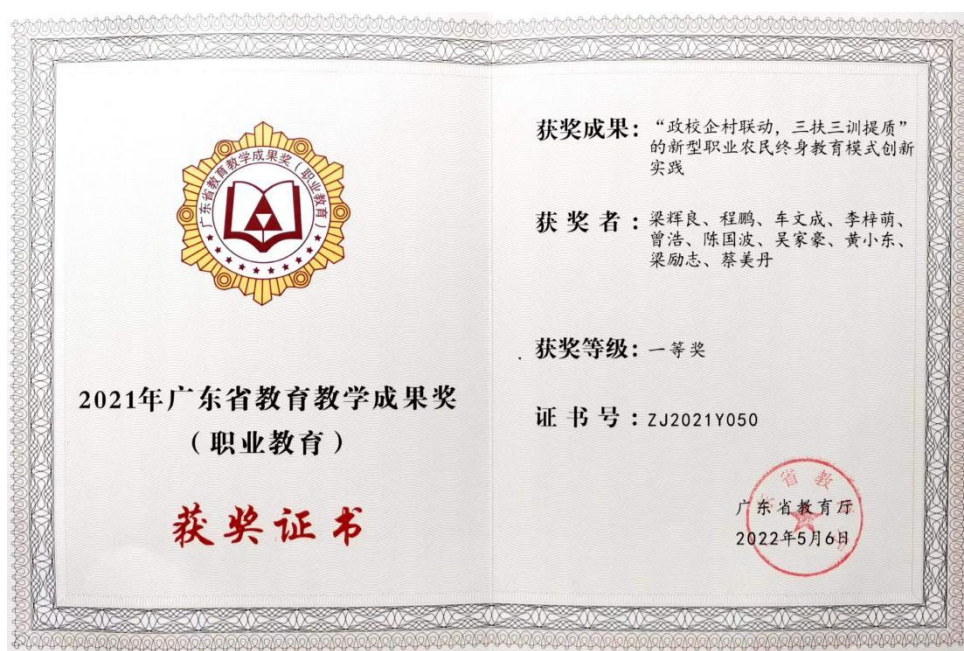 广东省教育教学成果奖（职业教育）
2021年广东省教育教学成果奖
（职业教育）
获奖证书
获奖成果：“政校企村联动，三扶三训提质”
的新型职业农民终身教育模式创新
实践
获奖者：梁辉良、程鹏、车文成、李梓萌、
曾浩、陈国波、吴家豪、黄小东、
梁励志、蔡美丹
获奖等级：一等奖
证书号：ZJ2021Y050
广东省教育厅
2022年5月6日